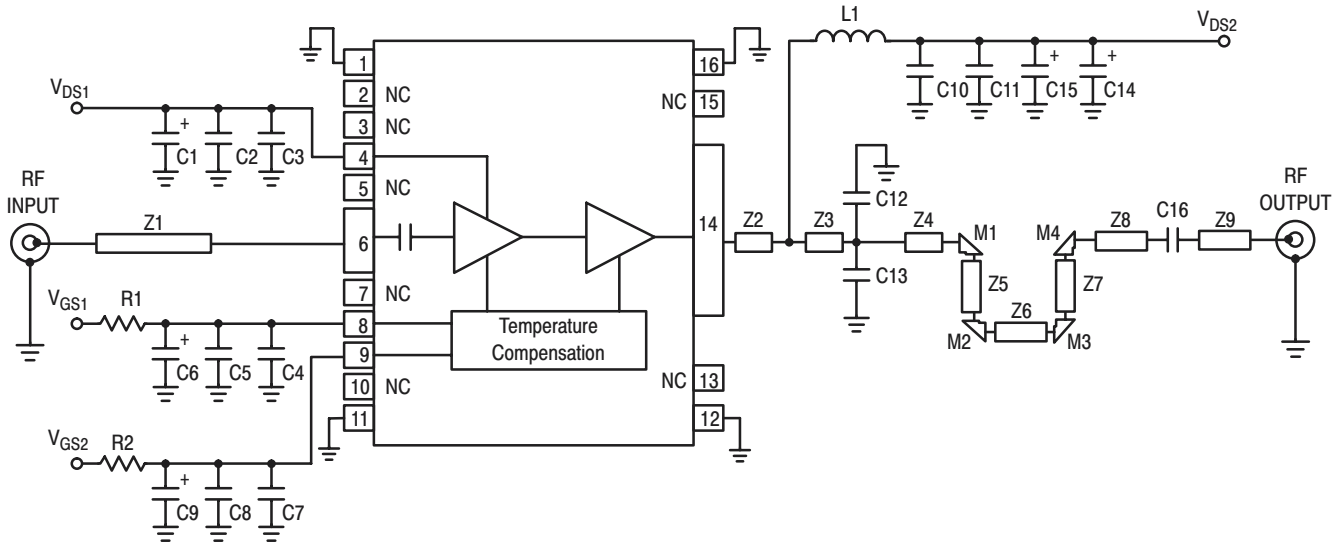 L1
V_DS2
1
16
2 NC
NC 15
C10 C11 + C15 + C14
V_DS1
3 NC
+
C1 C2 C3
4
RF
INPUT
5 NC
C12
RF
OUTPUT
Z1
6
14
Z2 Z3 Z4 M1 M4 Z8 C16 Z9
C13
Z5 Z7
7 NC
V_GS1 R1
8
Temperature
Compensation
Z6
M2 M3
+
C6 C5 C4
9
10 NC
NC 13
11
12
V_GS2 R2
+
C9 C8 C7